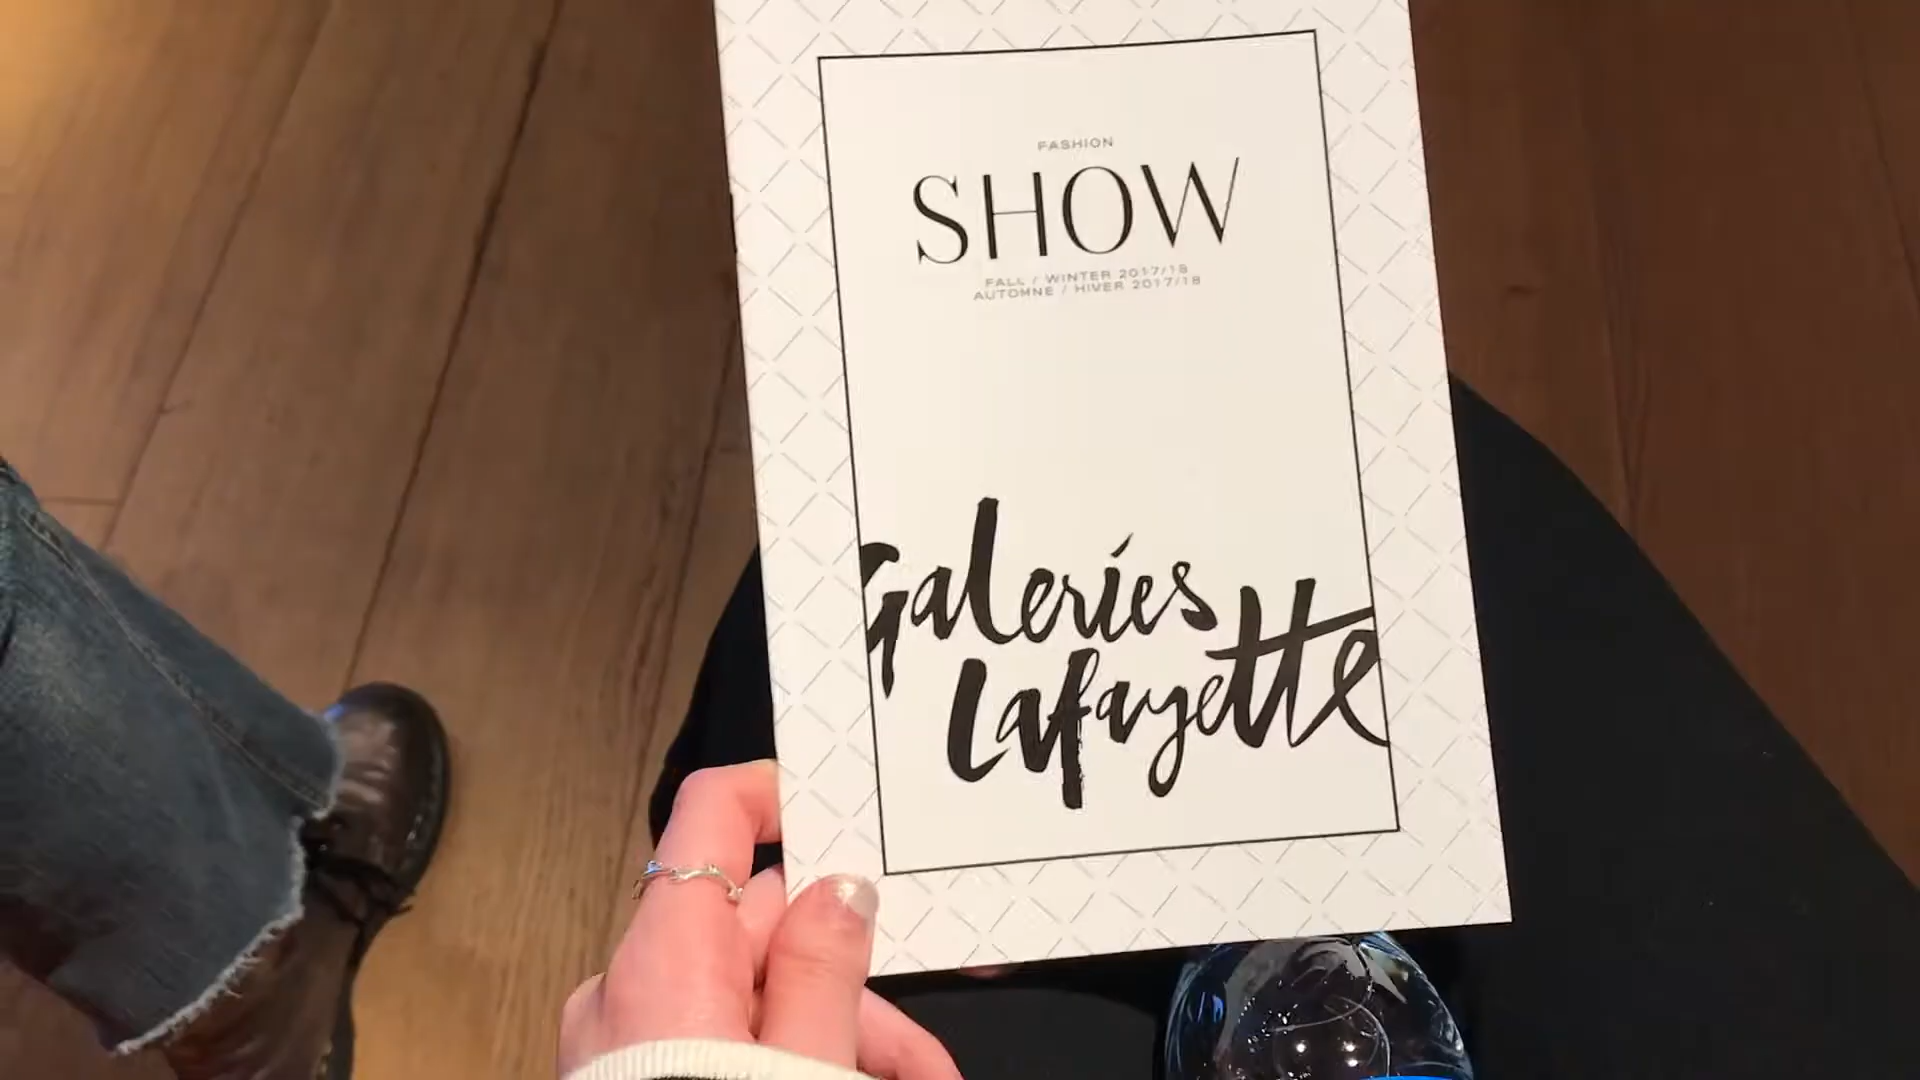 FASHION
SHOW
FALL / WINTER 2017/18
AUTOMNE / HIVER 2017/18
Galeries
Lafayette